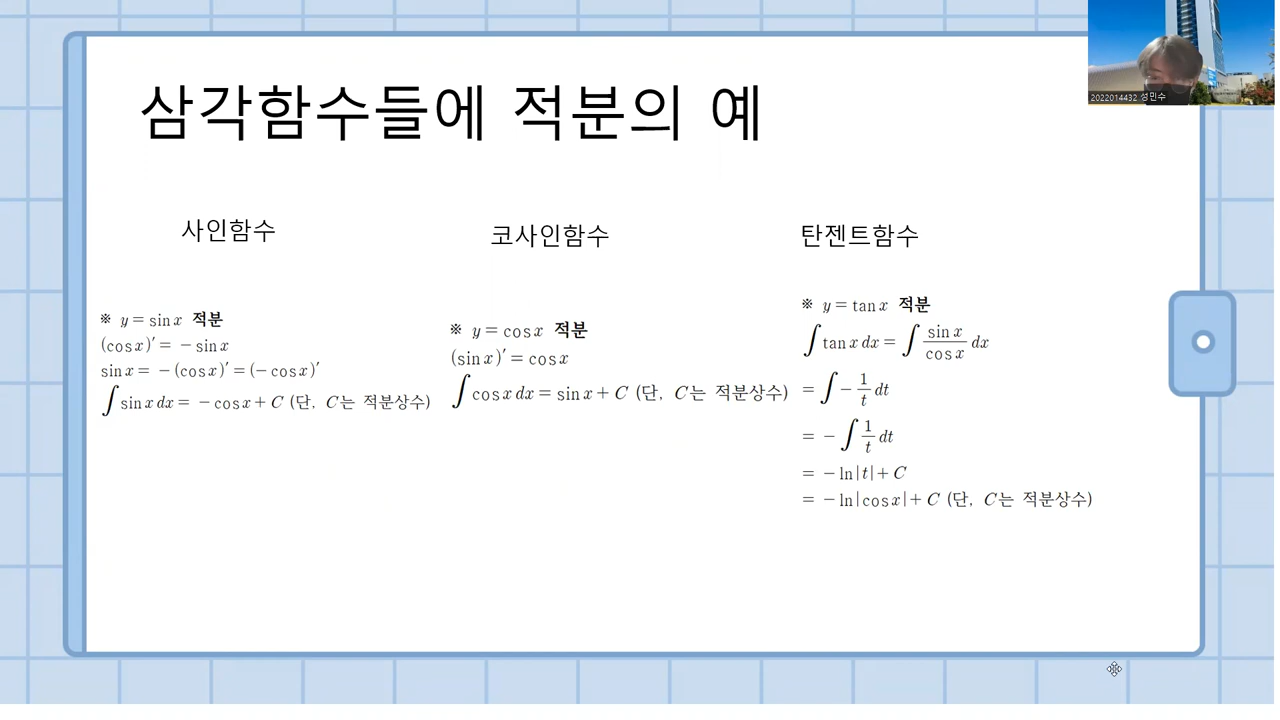 삼각함수들에 적분의 예
2022014432 성민수
사인함수
※ y = sin x 적분
(cos x)′ = − sin x
sin x = −(cos x)′ = (− cos x)′
∫ sin x dx = − cos x + C (단, C는 적분상수)
코사인함수
※ y = cos x 적분
(sin x)′ = cos x
∫ cos x dx = sin x + C (단, C는 적분상수)
탄젠트함수
※ y = tan x 적분
∫ tan x dx = ∫ sin x / cos x dx
= ∫ − 1/t dt
= − ∫ 1/t dt
= − ln|t| + C
= − ln|cos x| + C (단, C는 적분상수)